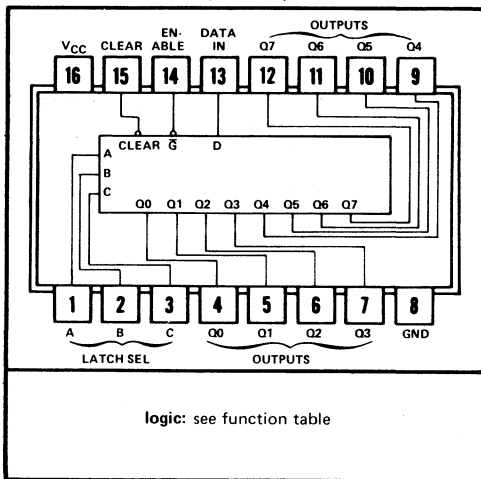 OUTPUTS
EN-
ABLE
DATA
IN
VCC CLEAR Q7 Q6 Q5 Q4
16 15 14 13 12 11 10 9
CLEAR G̅ D
A
B
C
Q0 Q1 Q2 Q3 Q4 Q5 Q6 Q7
1 2 3 4 5 6 7 8
A B C Q0 Q1 Q2 Q3 GND
LATCH SEL OUTPUTS
logic: see function table